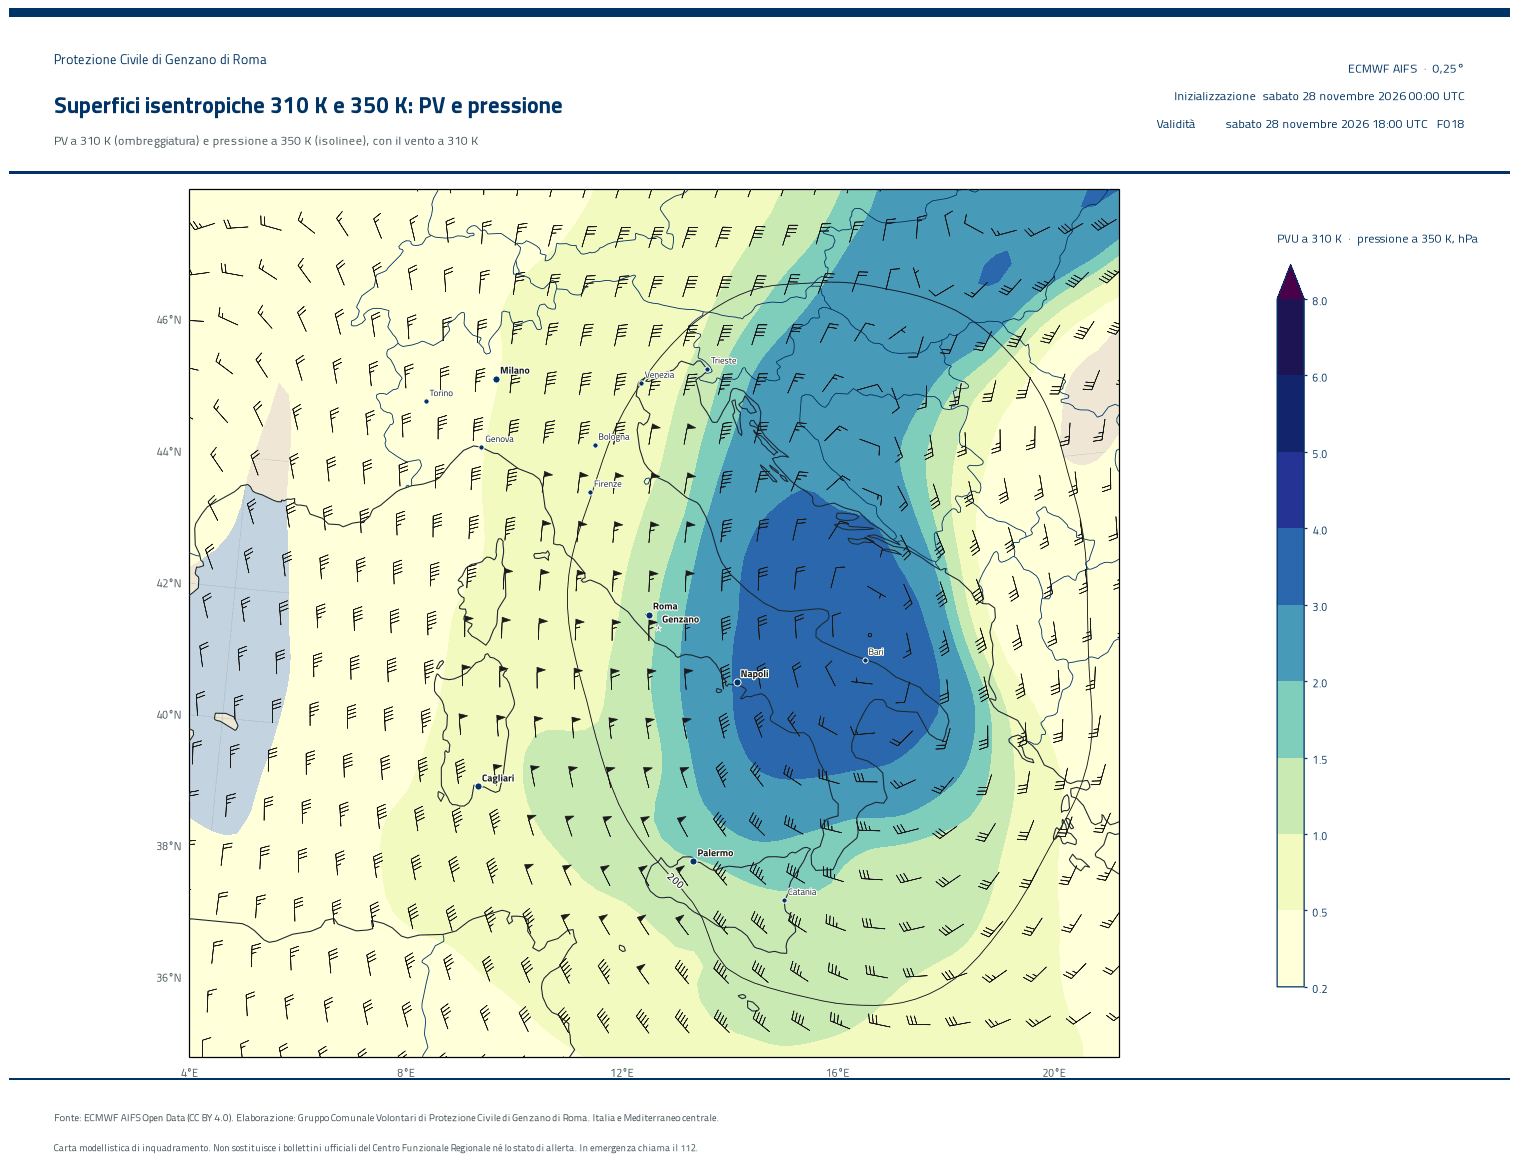 Protezione Civile di Genzano di Roma
Superfici isentropiche 310 K e 350 K: PV e pressione
PV a 310 K (ombreggiatura) e pressione a 350 K (isolinee), con il vento a 310 K
ECMWF AIFS · 0,25°
Inizializzazione sabato 28 novembre 2026 00:00 UTC
Validità sabato 28 novembre 2026 18:00 UTC F018
PVU a 310 K · pressione a 350 K, hPa
8.0
6.0
5.0
4.0
3.0
2.0
1.5
1.0
0.5
0.2
46°N
44°N
42°N
40°N
38°N
36°N
4°E
8°E
12°E
16°E
20°E
Trieste
Milano
Venezia
Torino
Genova
Bologna
Firenze
Roma
Genzano
Bari
Napoli
Cagliari
Palermo
200
Catania
Fonte: ECMWF AIFS Open Data (CC BY 4.0). Elaborazione: Gruppo Comunale Volontari di Protezione Civile di Genzano di Roma. Italia e Mediterraneo centrale.
Carta modellistica di inquadramento. Non sostituisce i bollettini ufficiali del Centro Funzionale Regionale né lo stato di allerta. In emergenza chiama il 112.